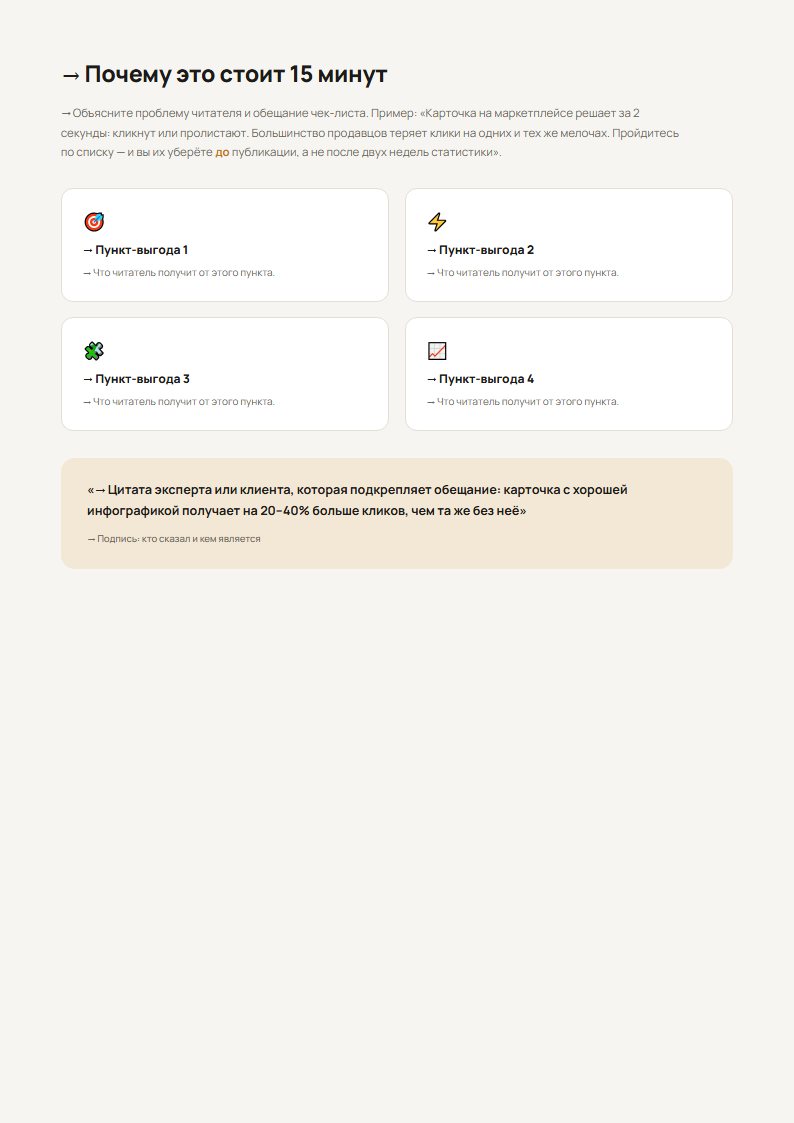 → Почему это стоит 15 минут
→ Объясните проблему читателя и обещание чек-листа. Пример: «Карточка на маркетплейсе решает за 2
секунды: кликнут или пролистают. Большинство продавцов теряет клики на одних и тех же мелочах. Пройдитесь
по списку — и вы их уберёте до публикации, а не после двух недель статистики».
→ Пункт-выгода 1
→ Что читатель получит от этого пункта.
→ Пункт-выгода 2
→ Что читатель получит от этого пункта.
→ Пункт-выгода 3
→ Что читатель получит от этого пункта.
→ Пункт-выгода 4
→ Что читатель получит от этого пункта.
«→ Цитата эксперта или клиента, которая подкрепляет обещание: карточка с хорошей
инфографикой получает на 20–40% больше кликов, чем та же без неё»
→ Подпись: кто сказал и кем является